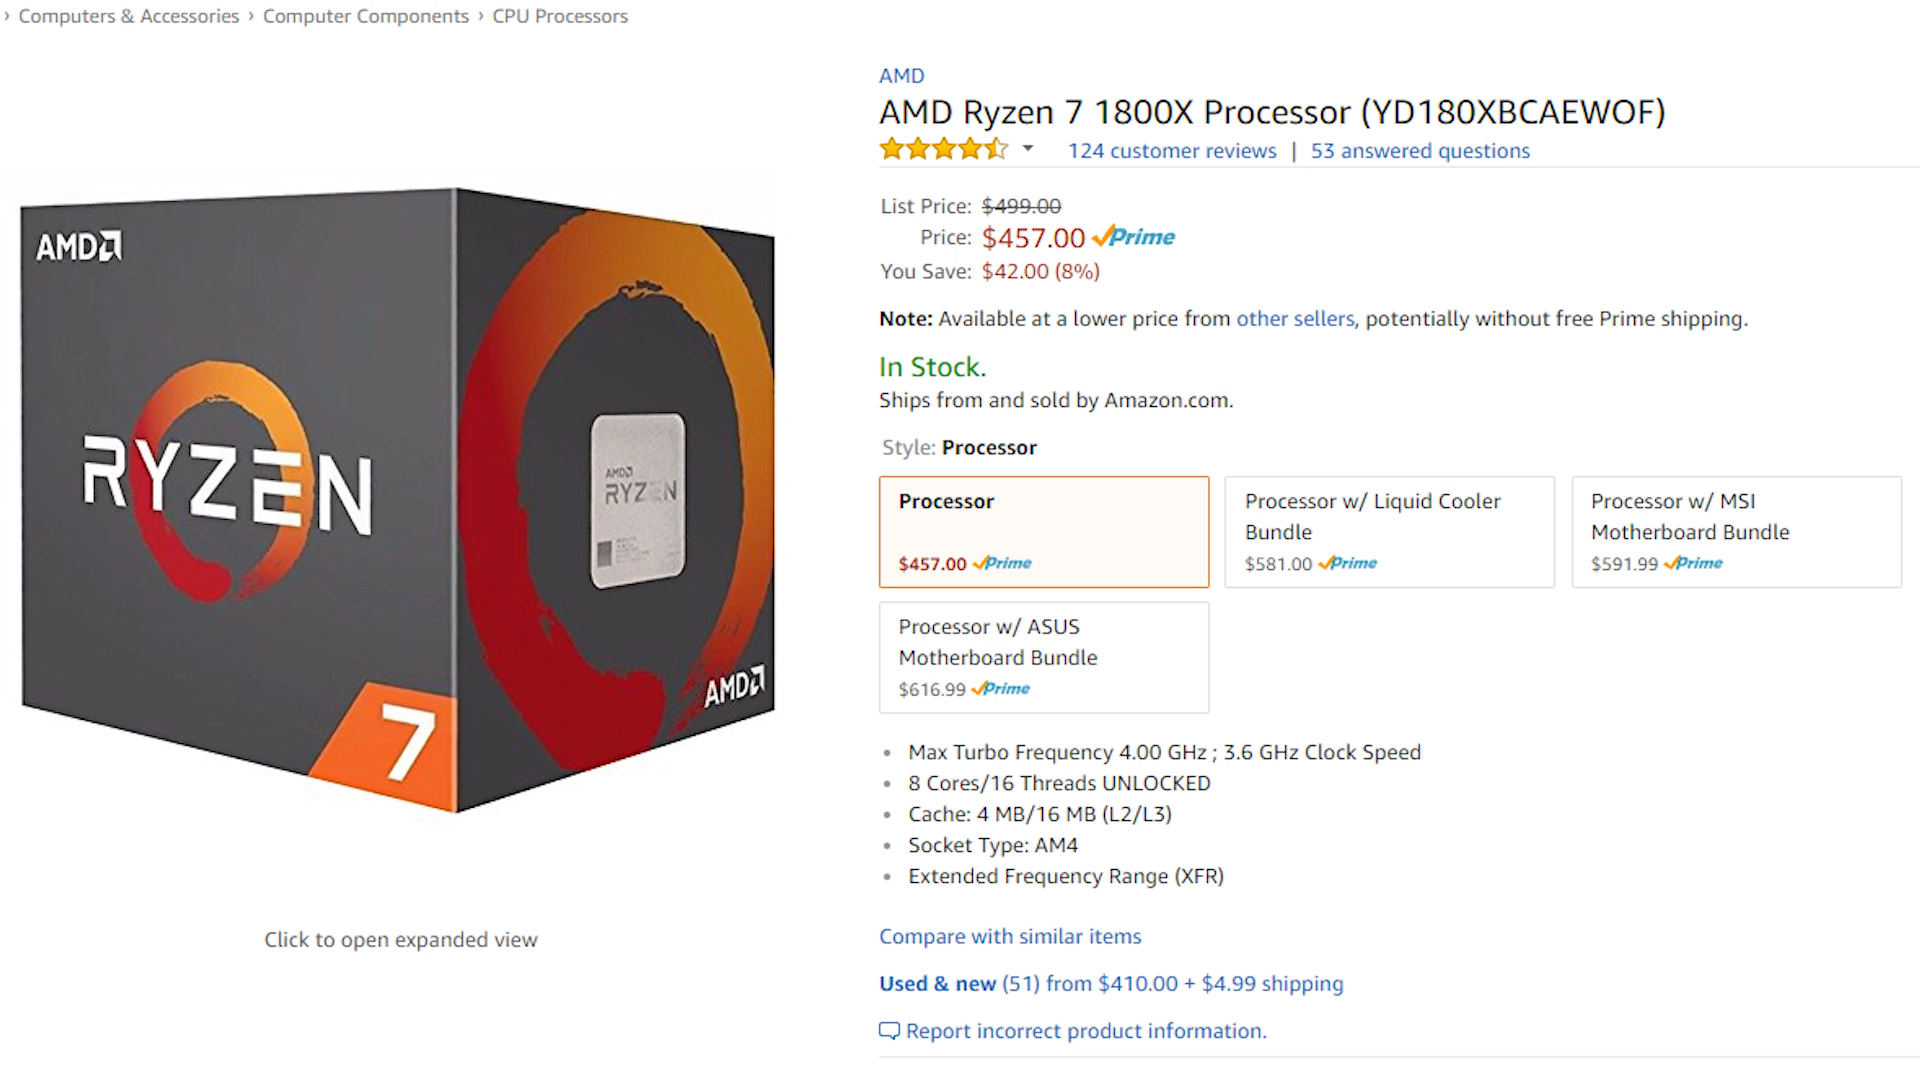 › Computers & Accessories › Computer Components › CPU Processors
AMD
AMD Ryzen 7 1800X Processor (YD180XBCAEWOF)
124 customer reviews | 53 answered questions
List Price: $499.00
Price: $457.00 Prime
You Save: $42.00 (8%)
Note: Available at a lower price from other sellers, potentially without free Prime shipping.
In Stock.
Ships from and sold by Amazon.com.
Style: Processor
Processor
$457.00 Prime
Processor w/ Liquid Cooler
Bundle
$581.00 Prime
Processor w/ MSI
Motherboard Bundle
$591.99 Prime
Processor w/ ASUS
Motherboard Bundle
$616.99 Prime
• Max Turbo Frequency 4.00 GHz ; 3.6 GHz Clock Speed
• 8 Cores/16 Threads UNLOCKED
• Cache: 4 MB/16 MB (L2/L3)
• Socket Type: AM4
• Extended Frequency Range (XFR)
Compare with similar items
Used & new (51) from $410.00 + $4.99 shipping
Report incorrect product information.
AMD
RYZEN
7
AMD
RYZEN
AMD
Click to open expanded view